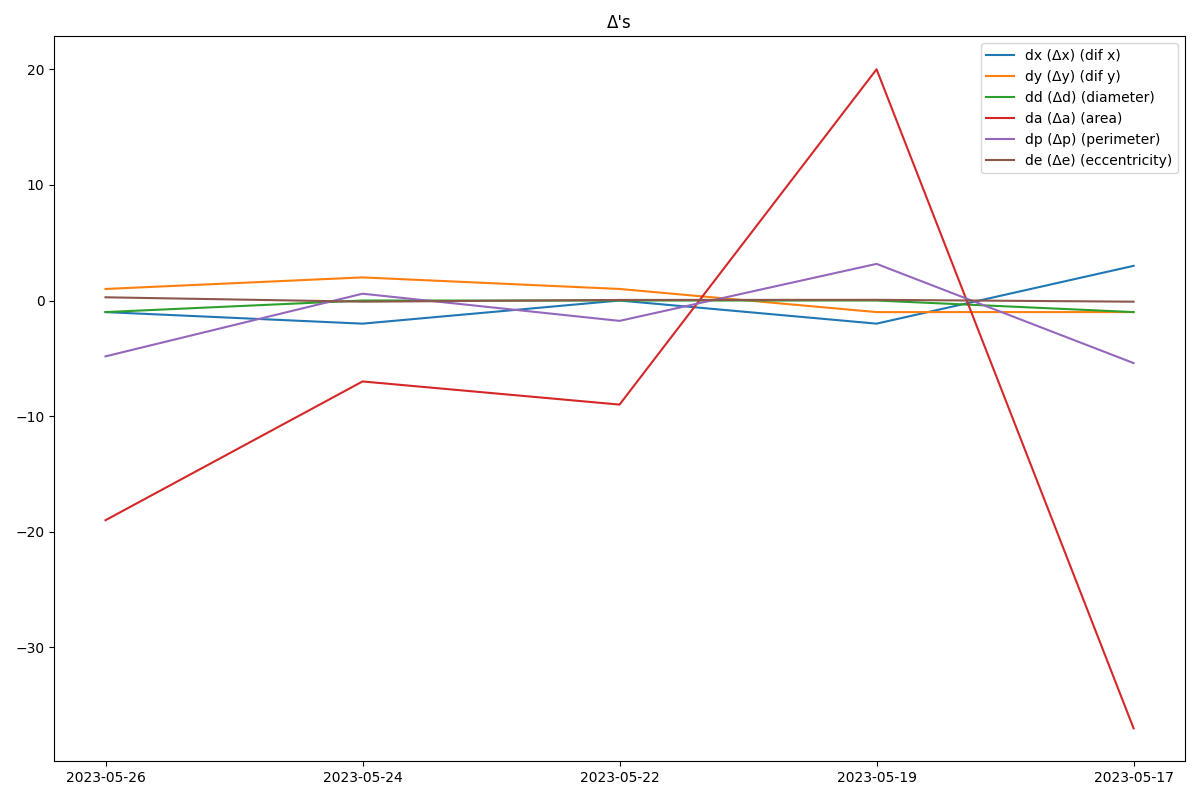 Δ's
dx (Δx) (dif x)
dy (Δy) (dif y)
dd (Δd) (diameter)
da (Δa) (area)
dp (Δp) (perimeter)
de (Δe) (eccentricity)
20
10
0
−10
−20
−30
2023-05-26 2023-05-24 2023-05-22 2023-05-19 2023-05-17